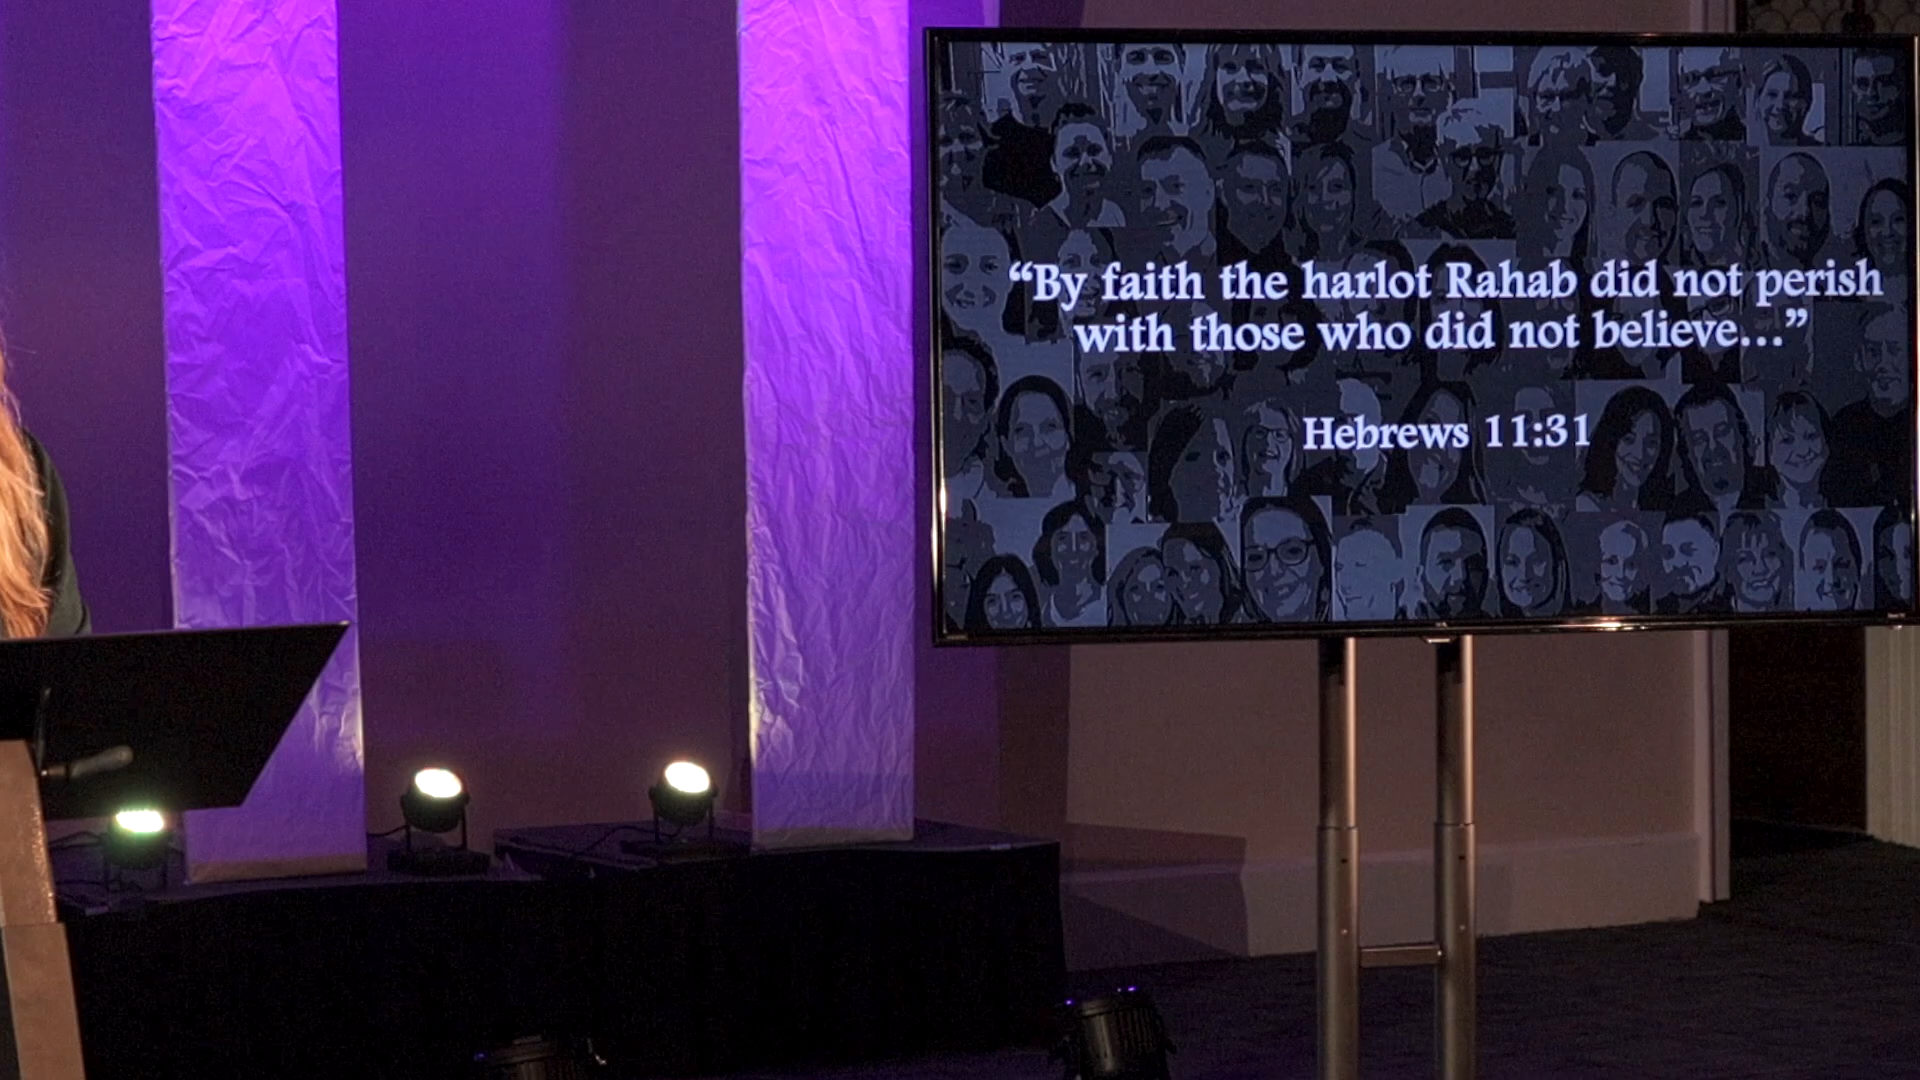 “By faith the harlot Rahab did not perish
with those who did not believe...”
Hebrews 11:31